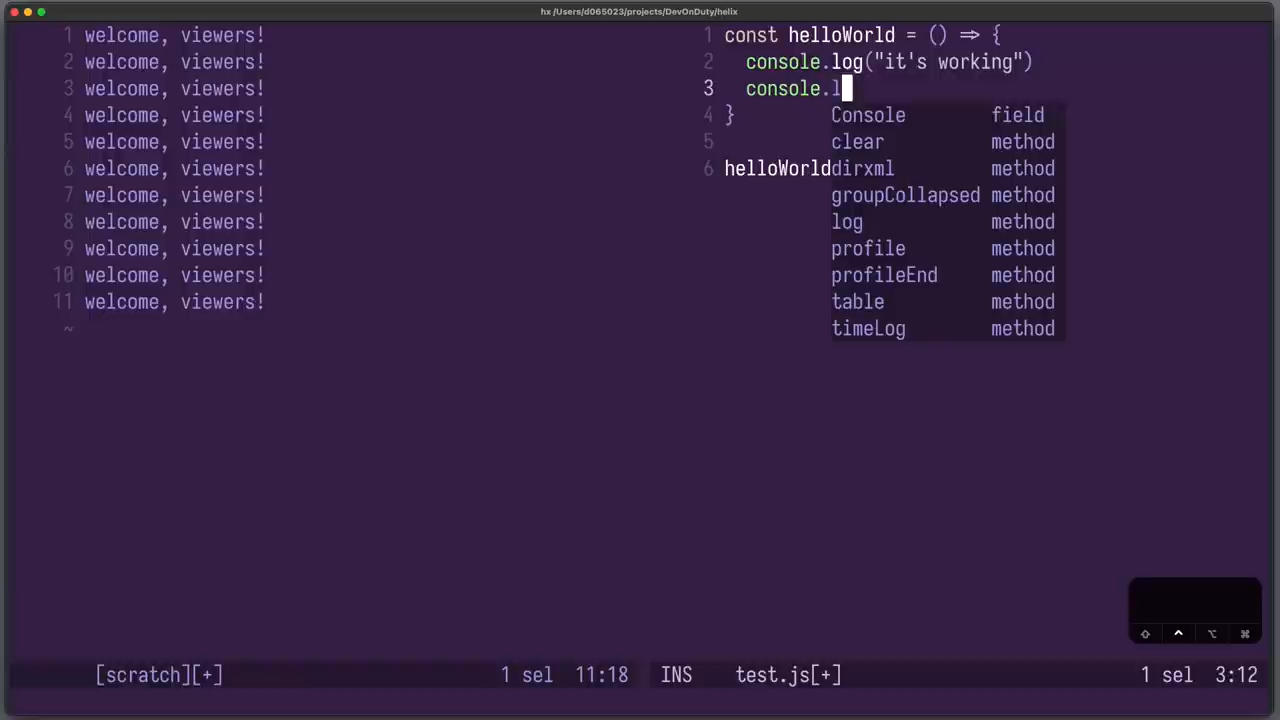 hx /Users/d065023/projects/DevOnDuty/helix
1 welcome, viewers!
2 welcome, viewers!
3 welcome, viewers!
4 welcome, viewers!
5 welcome, viewers!
6 welcome, viewers!
7 welcome, viewers!
8 welcome, viewers!
9 welcome, viewers!
10 welcome, viewers!
11 welcome, viewers!
~
1 const helloWorld = () => {
2 console.log("it's working")
3 console.l
4 }
5
6 helloWorld
Console field
clear method
dirxml method
groupCollapsed method
log method
profile method
profileEnd method
table method
timeLog method
⇧ ^ ⌥ ⌘
[scratch][+] 1 sel 11:18
INS test.js[+] 1 sel 3:12